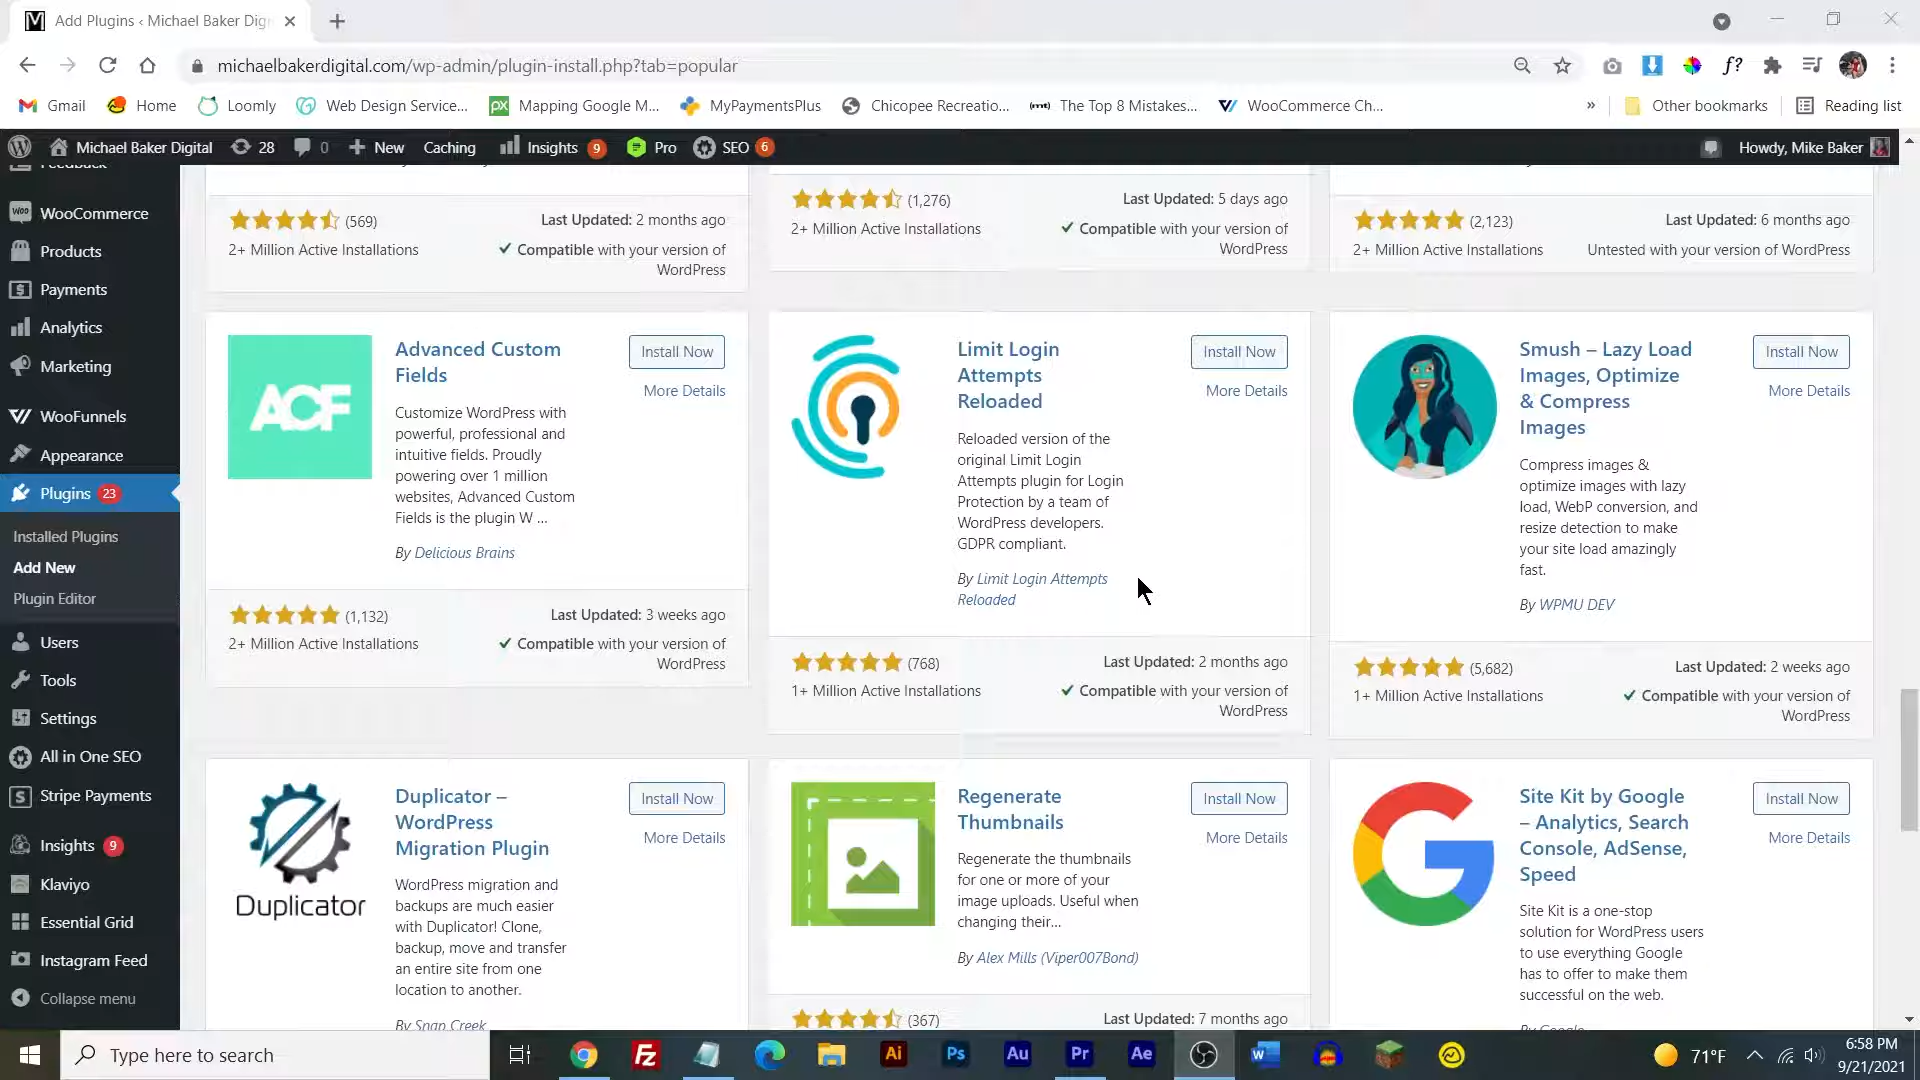 Add Plugins ‹ Michael Baker Dig
michaelbakerdigital.com/wp-admin/plugin-install.php?tab=popular
f?
Gmail
Home
Loomly
Web Design Service...
Mapping Google M...
MyPaymentsPlus
Chicopee Recreatio...
The Top 8 Mistakes...
WooCommerce Ch...
»
Other bookmarks
Reading list
Michael Baker Digital
28
0
New
Caching
Insights 9
Pro
SEO 6
Howdy, Mike Baker
WooCommerce
Products
Payments
Analytics
Marketing
WooFunnels
Appearance
Plugins 23
Installed Plugins
Add New
Plugin Editor
Users
Tools
Settings
All in One SEO
Stripe Payments
Insights 9
Klaviyo
Essential Grid
Instagram Feed
Collapse menu
(569)
2+ Million Active Installations
Last Updated: 2 months ago
Compatible with your version of
WordPress
(1,276)
2+ Million Active Installations
Last Updated: 5 days ago
Compatible with your version of
WordPress
(2,123)
2+ Million Active Installations
Last Updated: 6 months ago
Untested with your version of WordPress
ACF
Advanced Custom
Fields
Install Now
More Details
Customize WordPress with
powerful, professional and
intuitive fields. Proudly
powering over 1 million
websites, Advanced Custom
Fields is the plugin W ...
By Delicious Brains
(1,132)
2+ Million Active Installations
Last Updated: 3 weeks ago
Compatible with your version of
WordPress
Limit Login
Attempts
Reloaded
Install Now
More Details
Reloaded version of the
original Limit Login
Attempts plugin for Login
Protection by a team of
WordPress developers.
GDPR compliant.
By Limit Login Attempts
Reloaded
(768)
1+ Million Active Installations
Last Updated: 2 months ago
Compatible with your version of
WordPress
Smush – Lazy Load
Images, Optimize
& Compress
Images
Install Now
More Details
Compress images &
optimize images with lazy
load, WebP conversion, and
resize detection to make
your site load amazingly
fast.
By WPMU DEV
(5,682)
1+ Million Active Installations
Last Updated: 2 weeks ago
Compatible with your version of
WordPress
Duplicator
Duplicator –
WordPress
Migration Plugin
Install Now
More Details
WordPress migration and
backups are much easier
with Duplicator! Clone,
backup, move and transfer
an entire site from one
location to another.
By Snap Creek
Regenerate
Thumbnails
Install Now
More Details
Regenerate the thumbnails
for one or more of your
image uploads. Useful when
changing their...
By Alex Mills (Viper007Bond)
(367)
Last Updated: 7 months ago
Site Kit by Google
– Analytics, Search
Console, AdSense,
Speed
Install Now
More Details
Site Kit is a one-stop
solution for WordPress users
to use everything Google
has to offer to make them
successful on the web.
By Google
Type here to search
Ai
Ps
Au
Pr
Ae
71°F
6:58 PM
9/21/2021